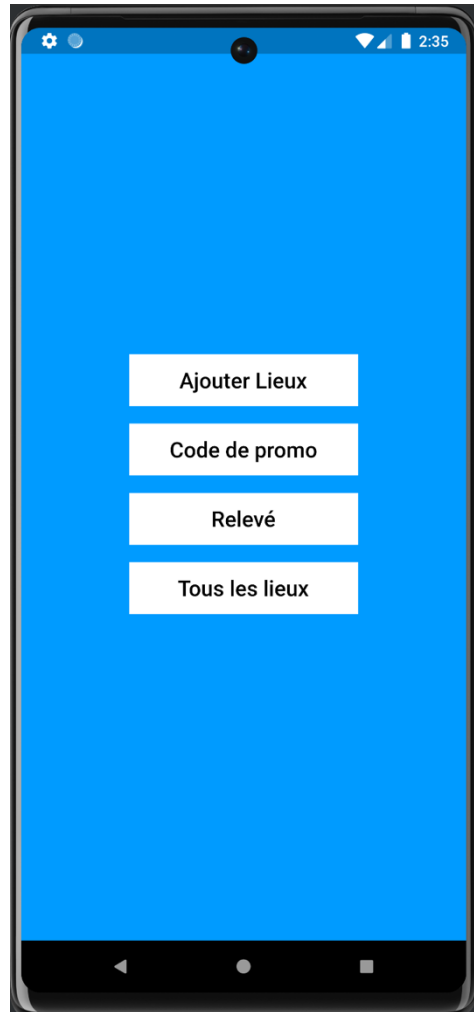 2:35
Ajouter Lieux
Code de promo
Relevé
Tous les lieux